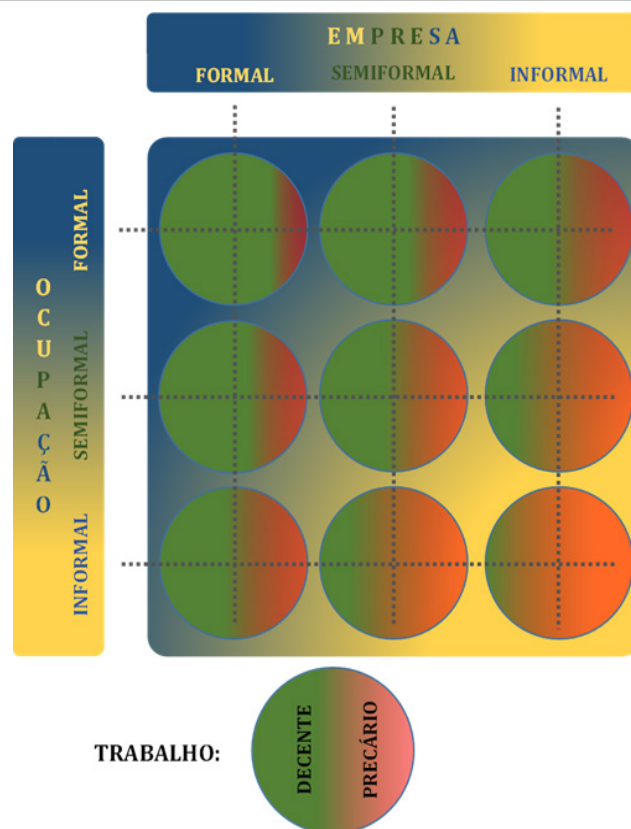 EMPRESA
FORMAL SEMIFORMAL INFORMAL
OCUPAÇÃO
FORMAL
SEMIFORMAL
INFORMAL
TRABALHO:
DECENTE
PRECÁRIO